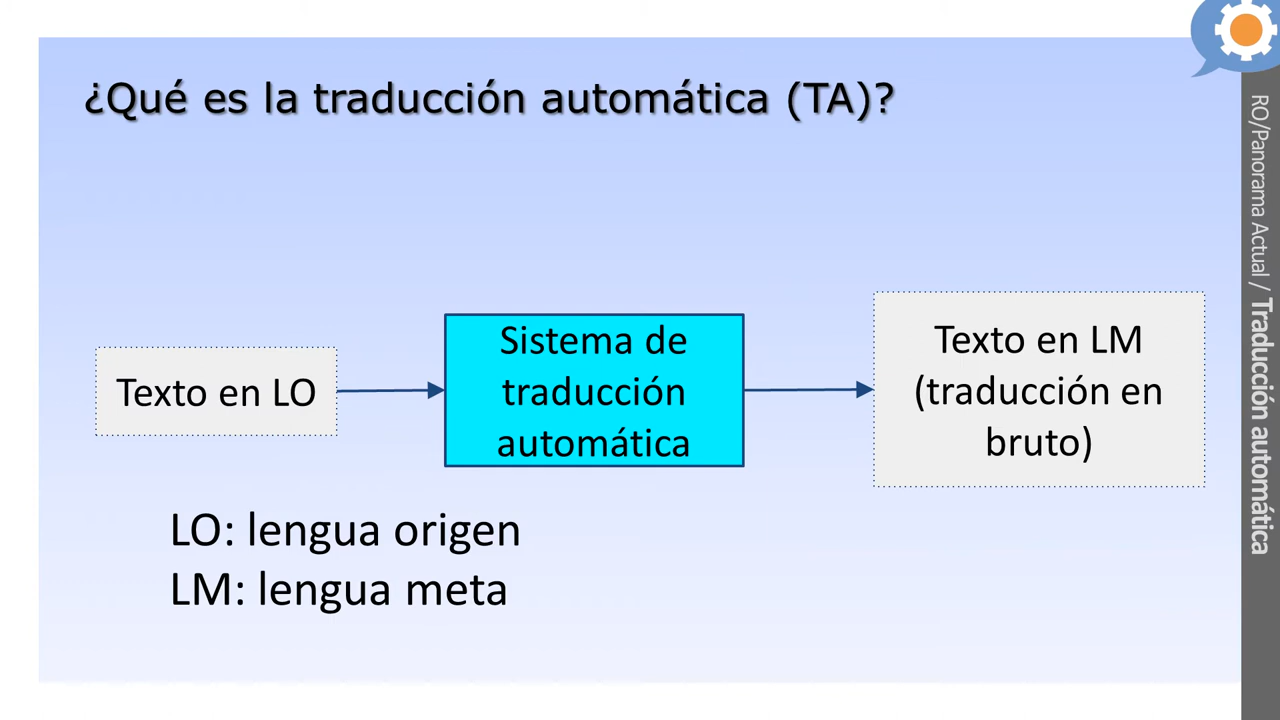 ¿Qué es la traducción automática (TA)?
Texto en LO
Sistema de
traducción
automática
Texto en LM
(traducción en
bruto)
LO: lengua origen
LM: lengua meta
RO/Panorama Actual / Traducción automática